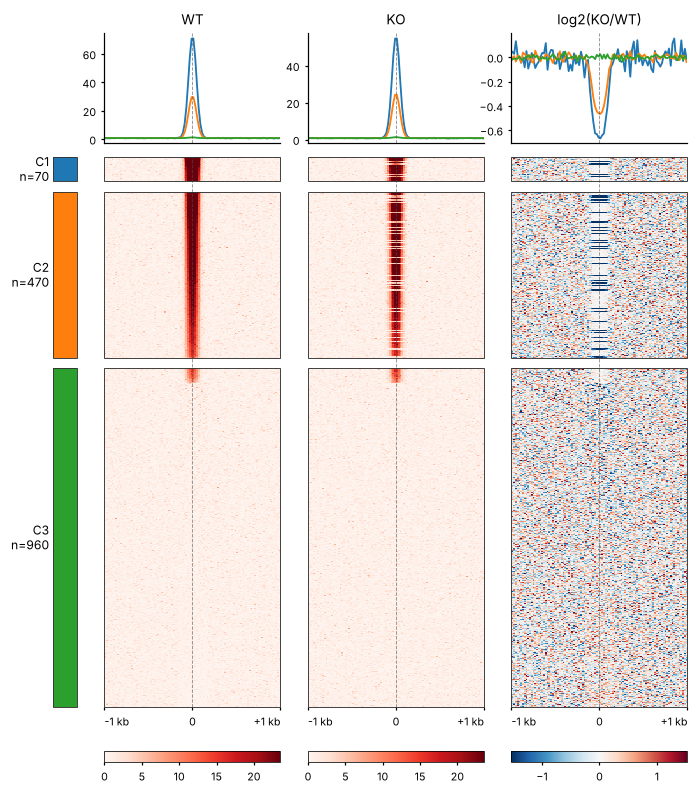 WT KO log2(KO/WT)
60
40
20
0
40
20
0
0.0
−0.2
−0.4
−0.6
C1
n=70
C2
n=470
C3
n=960
-1 kb 0 +1 kb -1 kb 0 +1 kb -1 kb 0 +1 kb
0 5 10 15 20 0 5 10 15 20 −1 0 1